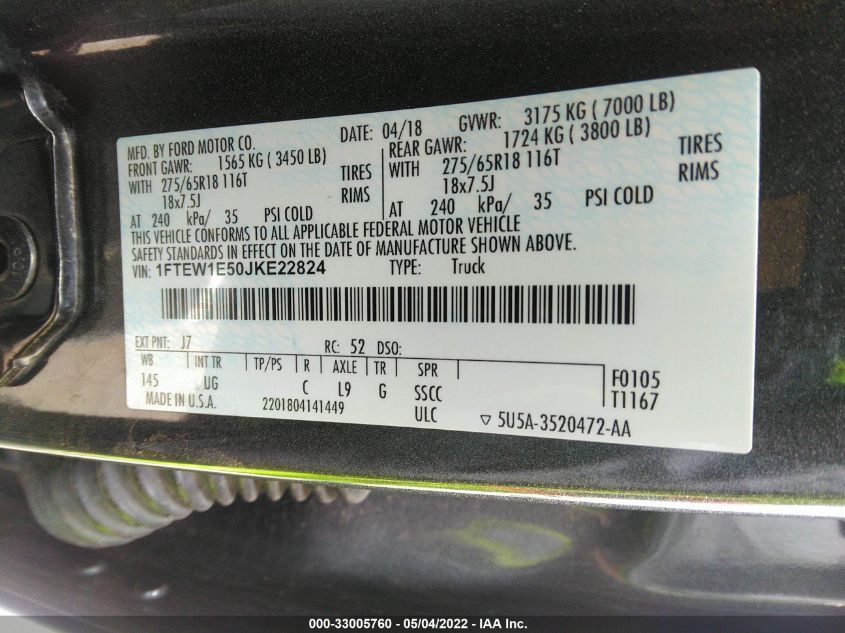 MFD. BY FORD MOTOR CO. DATE: 04/18 GVWR: 3175 KG ( 7000 LB)
FRONT GAWR: 1565 KG ( 3450 LB) REAR GAWR: 1724 KG ( 3800 LB)
WITH 275/65R18 116T TIRES WITH 275/65R18 116T TIRES
18x7.5J RIMS 18x7.5J RIMS
AT 240 kPa/ 35 PSI COLD AT 240 kPa/ 35 PSI COLD
THIS VEHICLE CONFORMS TO ALL APPLICABLE FEDERAL MOTOR VEHICLE
SAFETY STANDARDS IN EFFECT ON THE DATE OF MANUFACTURE SHOWN ABOVE.
VIN: 1FTEW1E50JKE22824 TYPE: Truck
EXT PNT: J7 RC: 52 DSO:
WB INT TR TP/PS R AXLE TR SPR
145 UG C L9 G SSCC F0105
MADE IN U.S.A. 2201804141449 ULC T1167
▽ 5U5A-3520472-AA
000-33005760 - 05/04/2022 - IAA Inc.